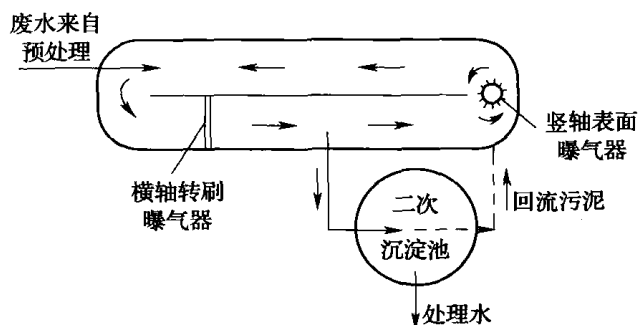 废水来自
预处理
竖轴表面
曝气器
横轴转刷
曝气器
二次
沉淀池
回流污泥
处理水